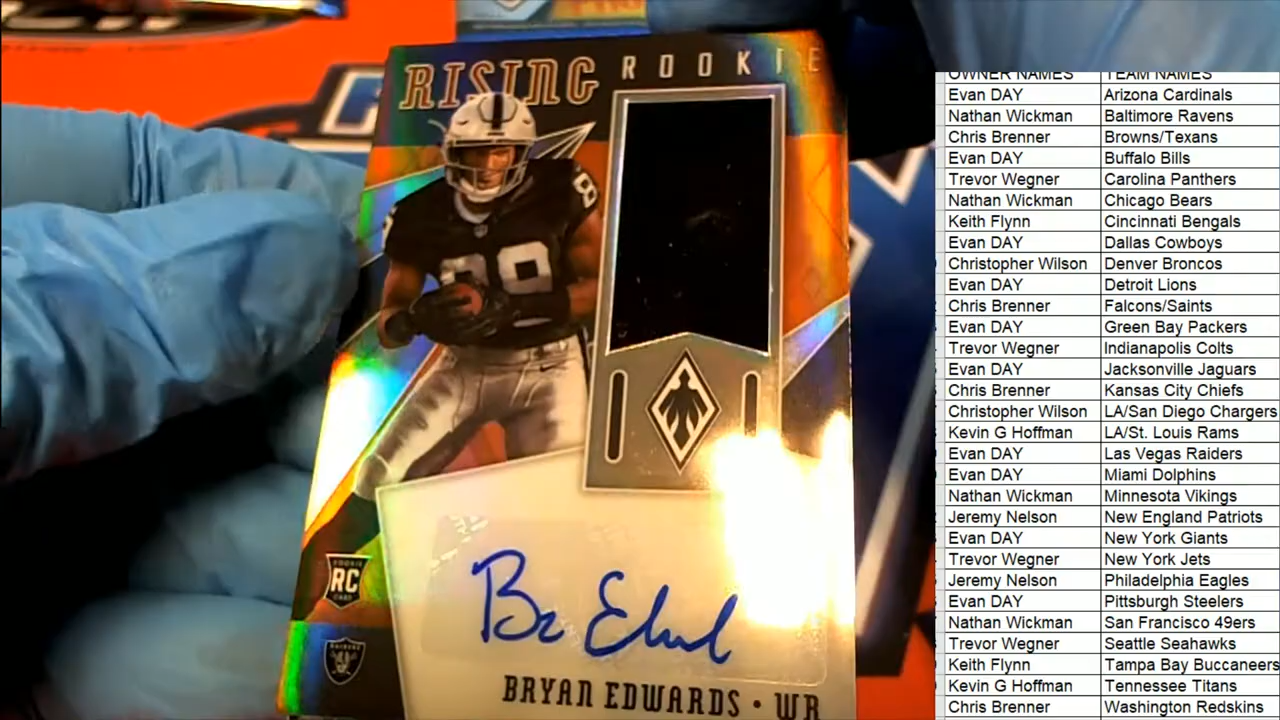 RISING ROOKIE
89
8
RC
RAIDERS
Bz Edwd
BRYAN EDWARDS • WR
OWNER NAMES TEAM NAMES
Evan DAY Arizona Cardinals
Nathan Wickman Baltimore Ravens
Chris Brenner Browns/Texans
Evan DAY Buffalo Bills
Trevor Wegner Carolina Panthers
Nathan Wickman Chicago Bears
Keith Flynn Cincinnati Bengals
Evan DAY Dallas Cowboys
Christopher Wilson Denver Broncos
Evan DAY Detroit Lions
Chris Brenner Falcons/Saints
Evan DAY Green Bay Packers
Trevor Wegner Indianapolis Colts
Evan DAY Jacksonville Jaguars
Chris Brenner Kansas City Chiefs
Christopher Wilson LA/San Diego Chargers
Kevin G Hoffman LA/St. Louis Rams
Evan DAY Las Vegas Raiders
Evan DAY Miami Dolphins
Nathan Wickman Minnesota Vikings
Jeremy Nelson New England Patriots
Evan DAY New York Giants
Trevor Wegner New York Jets
Jeremy Nelson Philadelphia Eagles
Evan DAY Pittsburgh Steelers
Nathan Wickman San Francisco 49ers
Trevor Wegner Seattle Seahawks
Keith Flynn Tampa Bay Buccaneers
Kevin G Hoffman Tennessee Titans
Chris Brenner Washington Redskins